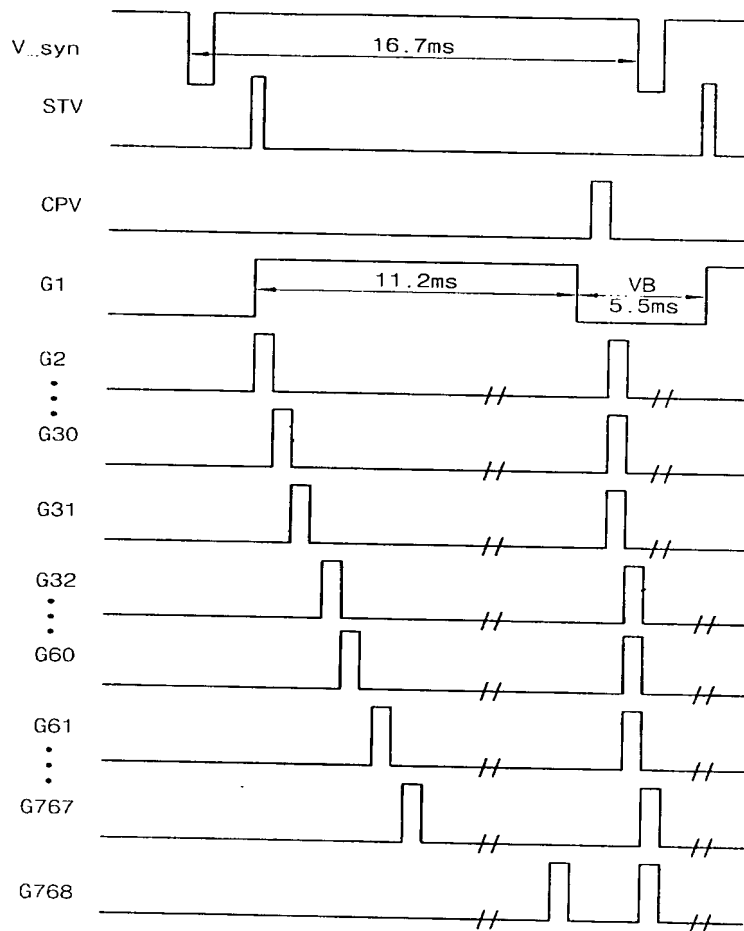 V_syn
16.7ms
STV
CPV
G1
11.2ms
VB
5.5ms
G2
G30
G31
G32
G60
G61
G767
G768